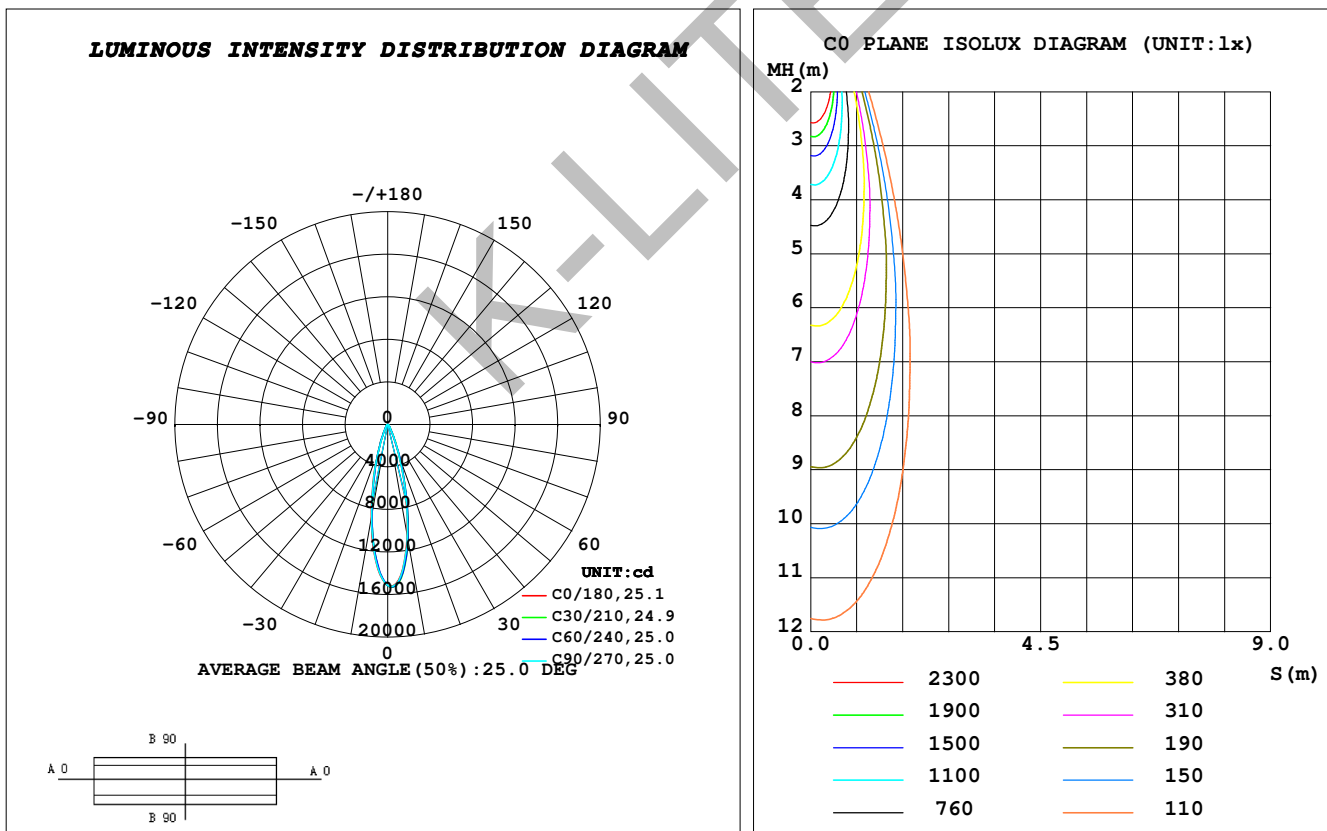 LUMINOUS INTENSITY DISTRIBUTION DIAGRAM
-/+180
-150 150
-120 120
-90 90
-60 60
-30 30
0
0
4000
8000
12000
16000
20000
UNIT:cd
C0/180,25.1
C30/210,24.9
C60/240,25.0
C90/270,25.0
AVERAGE BEAM ANGLE(50%):25.0 DEG
B 90
A 0 A 0
B 90
C0 PLANE ISOLUX DIAGRAM (UNIT:lx)
MH(m)
2
3
4
5
6
7
8
9
10
11
12
0.0 4.5 9.0
S(m)
2300 380
1900 310
1500 190
1100 150
760 110
K-LITE